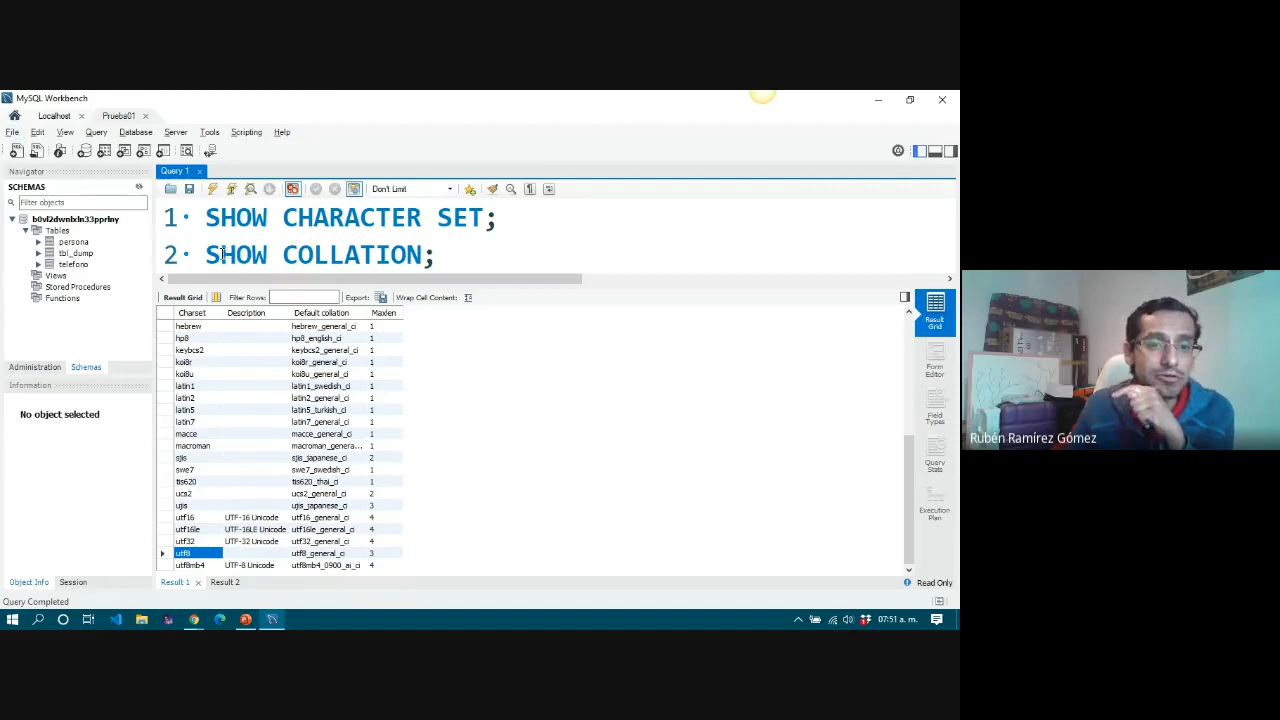 MySQL Workbench
Localhost
Prueba01
File Edit View Query Database Server Tools Scripting Help
Navigator
SCHEMAS
Filter objects
Tables
persona
tbl_dump
telefono
Views
Stored Procedures
Functions
Administration Schemas
Information
No object selected
Object Info Session
Query Completed
Query 1
Don't Limit
1 SHOW CHARACTER SET;
2 SHOW COLLATION;
Result Grid Filter Rows: Export: Wrap Cell Content:
Charset Description Default collation Maxlen
hebrew hebrew_general_ci 1
hp8 hp8_english_ci 1
keybcs2 keybcs2_general_ci 1
koi8r koi8r_general_ci 1
koi8u koi8u_general_ci 1
latin1 latin1_swedish_ci 1
latin2 latin2_general_ci 1
latin5 latin5_turkish_ci 1
latin7 latin7_general_ci 1
macce macce_general_ci 1
macroman macroman_genera... 1
sjis sjis_japanese_ci 2
swe7 swe7_swedish_ci 1
tis620 tis620_thai_ci 1
ucs2 ucs2_general_ci 2
ujis ujis_japanese_ci 3
utf16 UTF-16 Unicode utf16_general_ci 4
utf16le UTF-16LE Unicode utf16le_general_ci 4
utf32 UTF-32 Unicode utf32_general_ci 4
utf8 utf8_general_ci 3
utf8mb4 UTF-8 Unicode utf8mb4_0900_ai_ci 4
Result 1 Result 2
Read Only
Result
Grid
Form
Editor
Field
Types
Query
Stats
Execution
Plan
07:51 a. m.
Rubén Ramírez Gómez